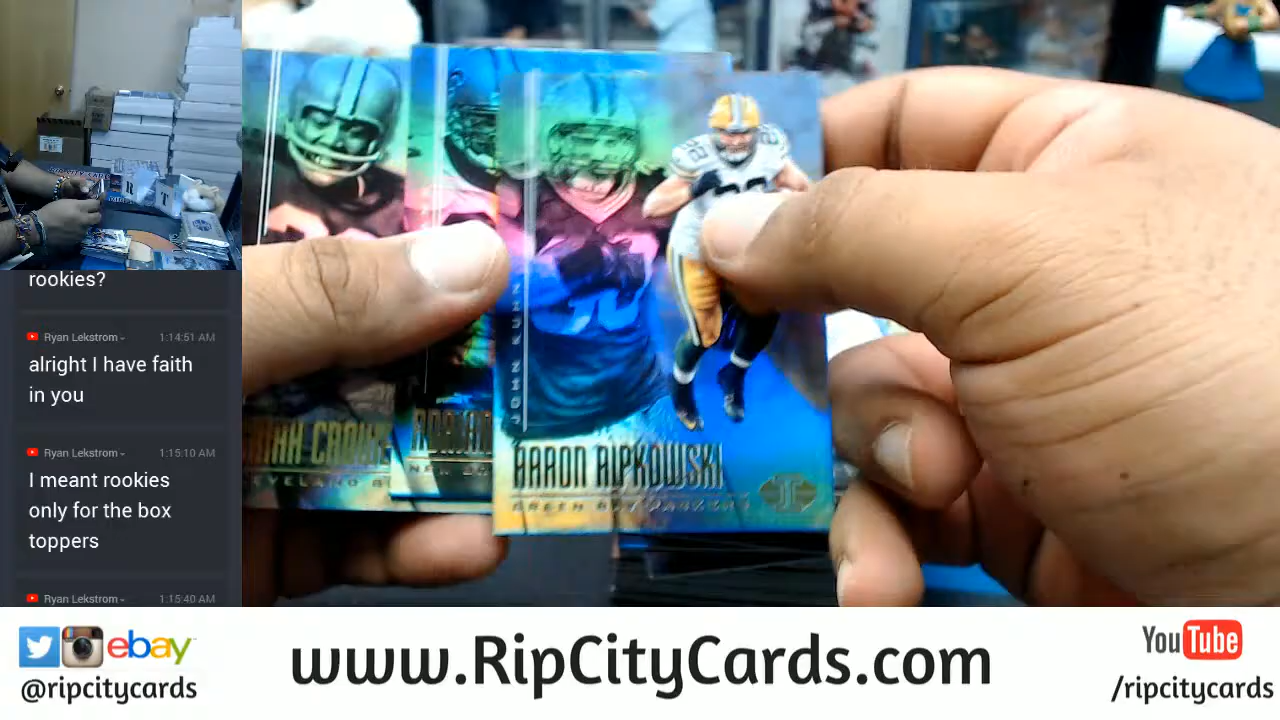 rookies?
Ryan Lekstrom 1:14:51 AM
alright I have faith
in you
Ryan Lekstrom 1:15:10 AM
I meant rookies
only for the box
toppers
Ryan Lekstrom 1:15:40 AM
JOHN KUHN
AARON RIPKOWSKI
GREEN BAY PACKERS
ebay
@ripcitycards
www.RipCityCards.com
YouTube
/ripcitycards